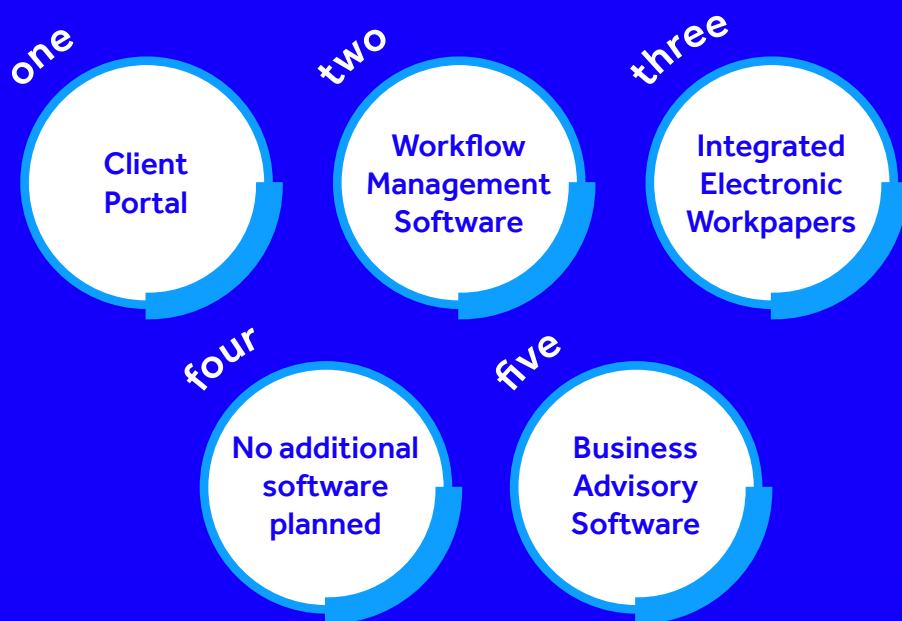 one
Client
Portal
two
Workflow
Management
Software
three
Integrated
Electronic
Workpapers
four
No additional
software
planned
five
Business
Advisory
Software